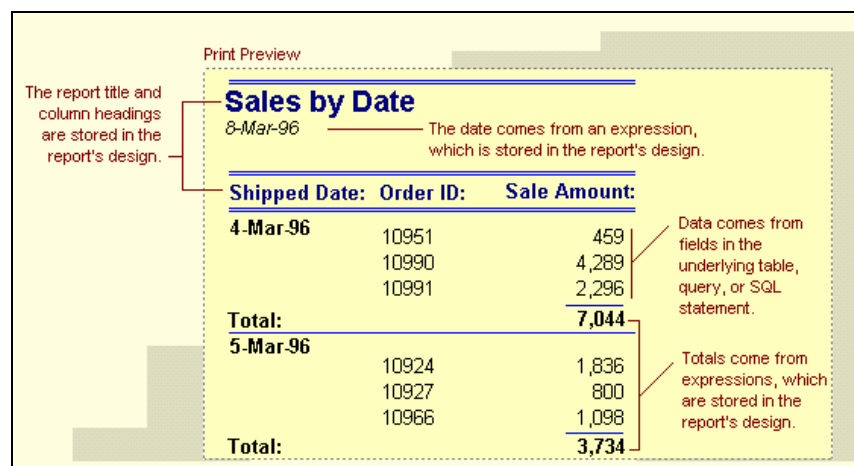 Print Preview
The report title and
column headings
are stored in the
report's design.
Sales by Date
8-Mar-96
The date comes from an expression,
which is stored in the report's design.
Shipped Date: Order ID: Sale Amount:
4-Mar-96
10951 459
10990 4,289
10991 2,296
Total: 7,044
Data comes from
fields in the
underlying table,
query, or SQL
statement.
5-Mar-96
10924 1,836
10927 800
10966 1,098
Total: 3,734
Totals come from
expressions, which
are stored in the
report's design.